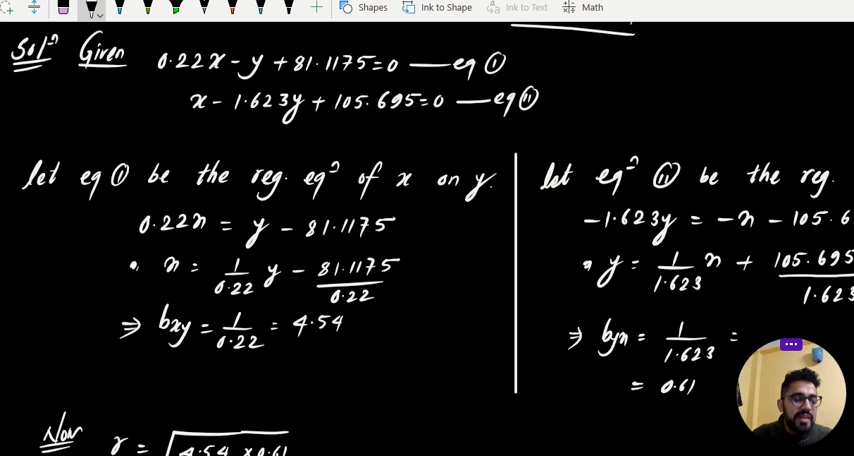 Shapes Ink to Shape Ink to Text Math
Solⁿ Given 0.22x - y + 81.1175 = 0 — eq ①
x - 1.623y + 105.695 = 0 — eq ⑪
let eq ① be the reg. eqⁿ of x on y.
0.22x = y - 81.1175
x = 1/0.22 y - 81.1175/0.22
⇒ bxy = 1/0.22 = 4.54
let eqⁿ ⑪ be the reg.
-1.623y = -x - 105.6
y = 1/1.623 x + 105.695/1.623
⇒ byx = 1/1.623 =
= 0.61
Now r = √4.54 x 0.61